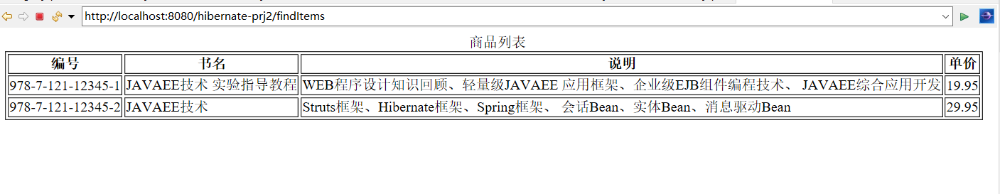 http://localhost:8080/hibernate-prj2/findItems
商品列表
编号 书名 说明 单价
978-7-121-12345-1 JAVAEE技术 实验指导教程 WEB程序设计知识回顾、轻量级JAVAEE 应用框架、企业级EJB组件编程技术、 JAVAEE综合应用开发 19.95
978-7-121-12345-2 JAVAEE技术 Struts框架、Hibernate框架、Spring框架、 会话Bean、实体Bean、消息驱动Bean 29.95